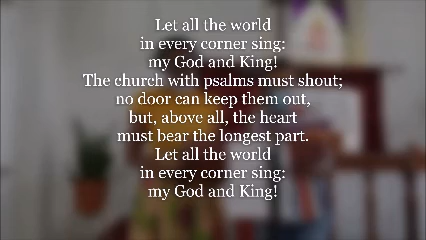 Let all the world
in every corner sing:
my God and King!
The church with psalms must shout;
no door can keep them out,
but, above all, the heart
must bear the longest part.
Let all the world
in every corner sing:
my God and King!